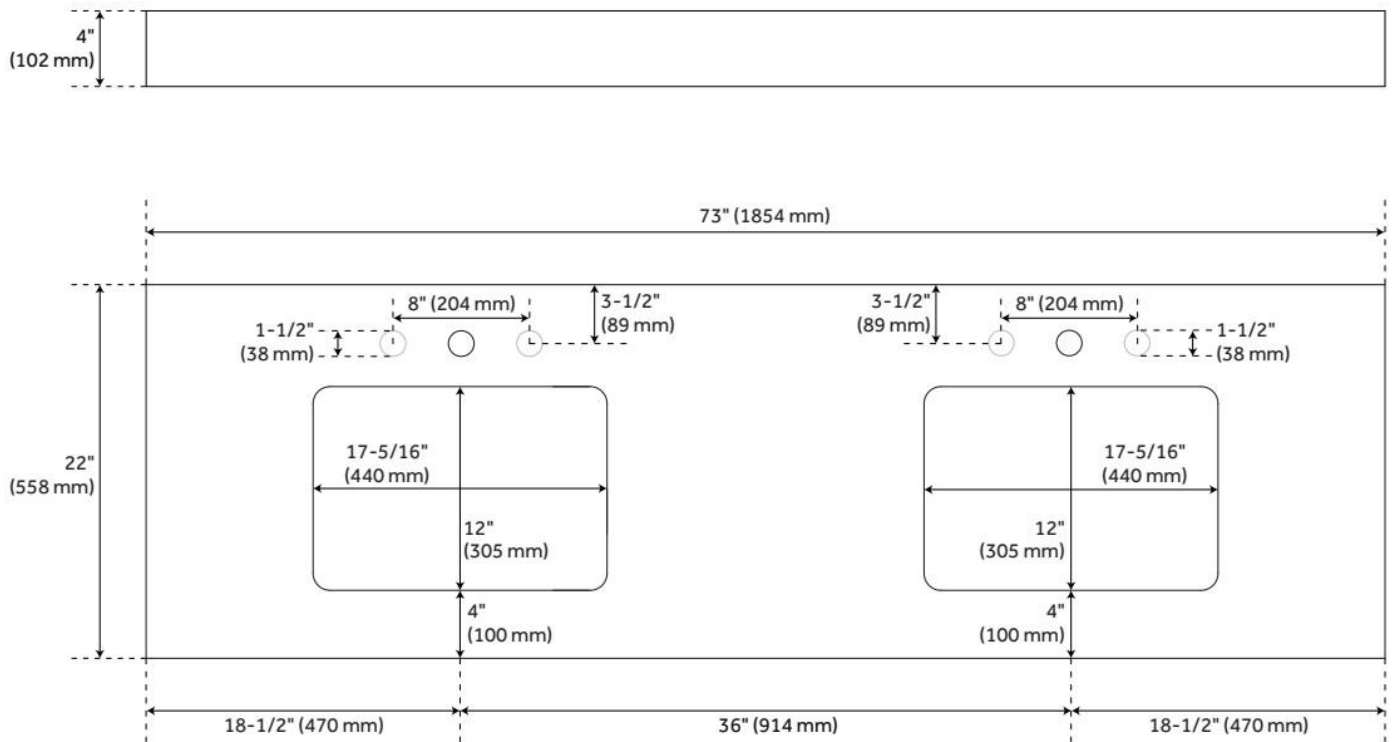 4"
(102 mm)
73" (1854 mm)
8" (204 mm)
3-1/2"
(89 mm)
3-1/2"
(89 mm)
8" (204 mm)
1-1/2"
(38 mm)
1-1/2"
(38 mm)
22"
(558 mm)
17-5/16"
(440 mm)
17-5/16"
(440 mm)
12"
(305 mm)
12"
(305 mm)
4"
(100 mm)
4"
(100 mm)
18-1/2" (470 mm)
36" (914 mm)
18-1/2" (470 mm)